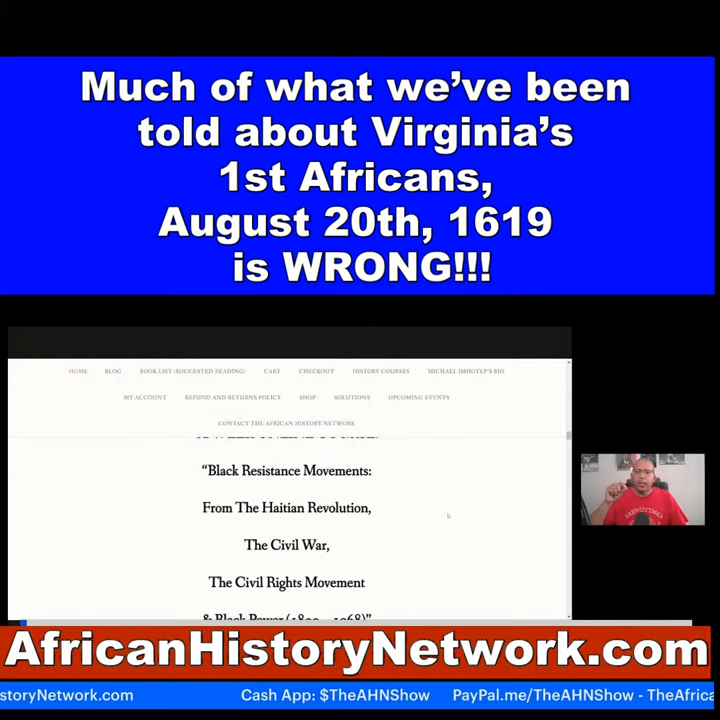 Much of what we've been
told about Virginia's
1st Africans,
August 20th, 1619
is WRONG!!!
HOME BLOG BOOK LIST (SUGGESTED READING) CART CHECKOUT HISTORY COURSES MICHAEL IMHOTEP'S BIO
MY ACCOUNT REFUND AND RETURNS POLICY SHOP SOLUTIONS UPCOMING EVENTS
CONTACT THE AFRICAN HISTORY NETWORK
"Black Resistance Movements:
From The Haitian Revolution,
The Civil War,
The Civil Rights Movement
& Black Power
AfricanHistoryNetwork.com
storyNetwork.com Cash App: $TheAHNShow PayPal.me/TheAHNShow - TheAfrica